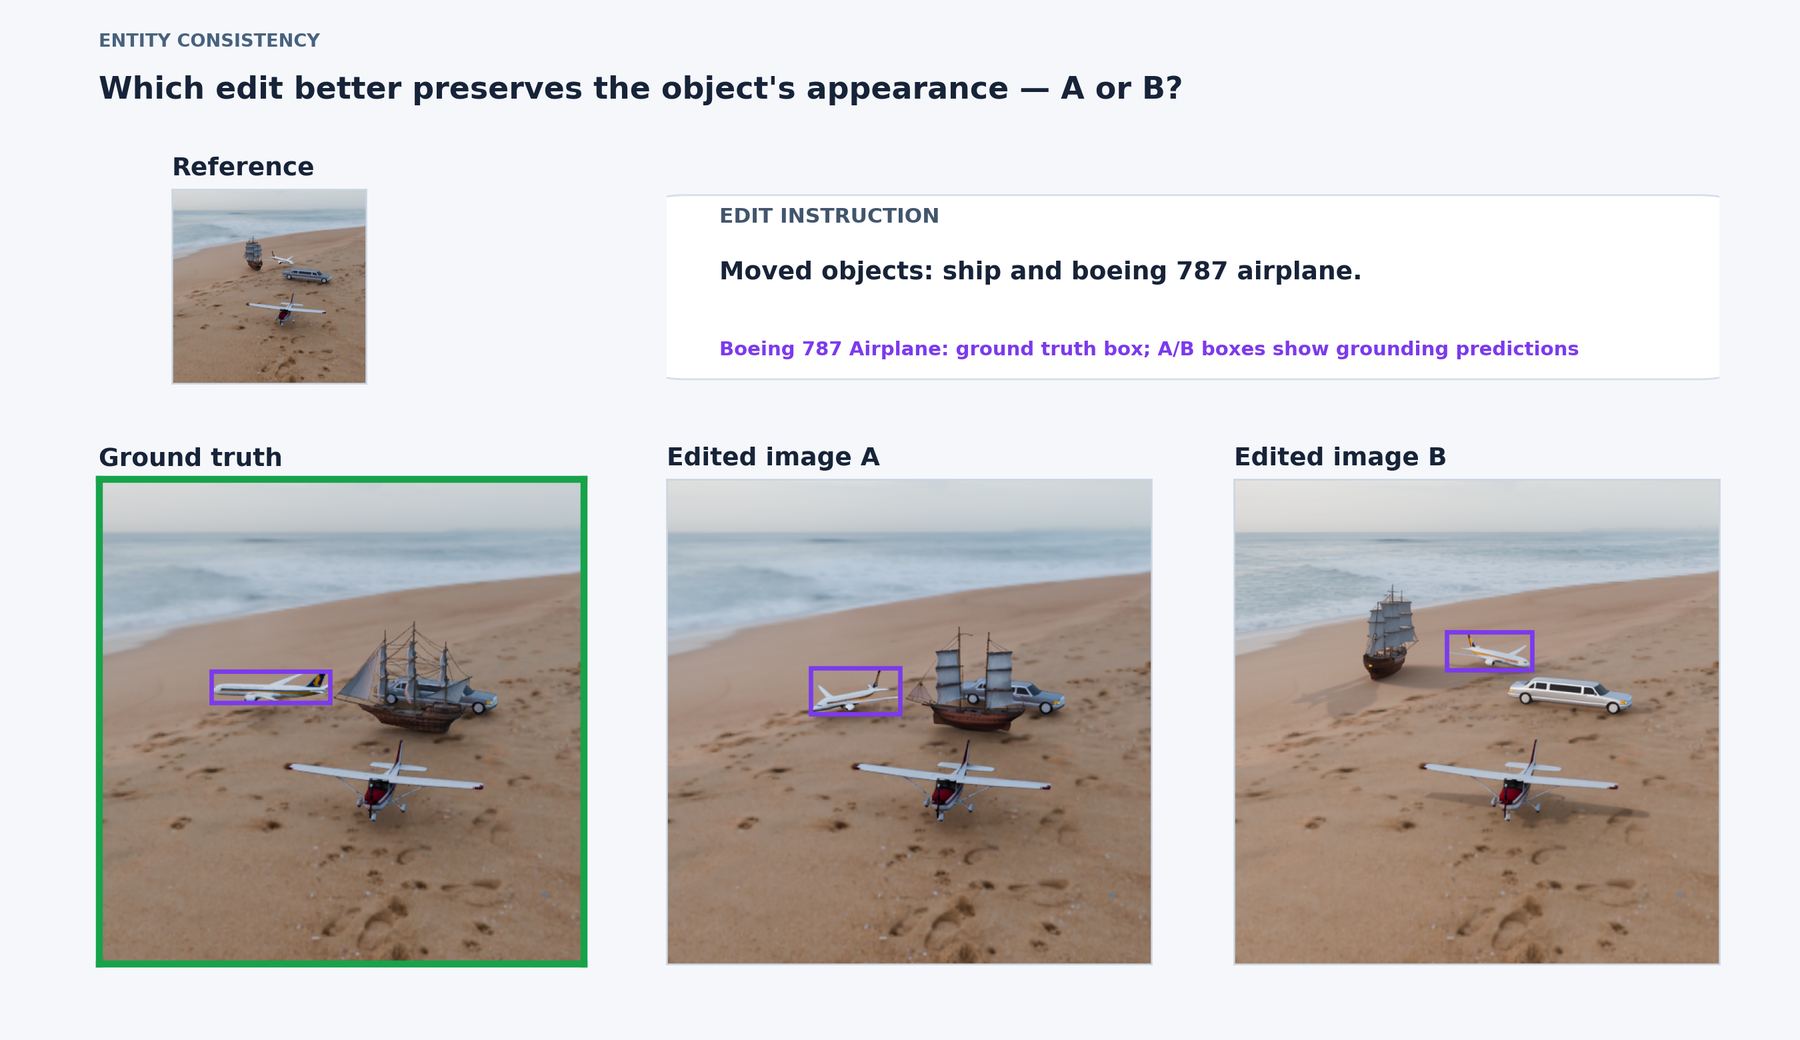 ENTITY CONSISTENCY
Which edit better preserves the object's appearance — A or B?
Reference
EDIT INSTRUCTION
Moved objects: ship and boeing 787 airplane.
Boeing 787 Airplane: ground truth box; A/B boxes show grounding predictions
Ground truth
Edited image A
Edited image B